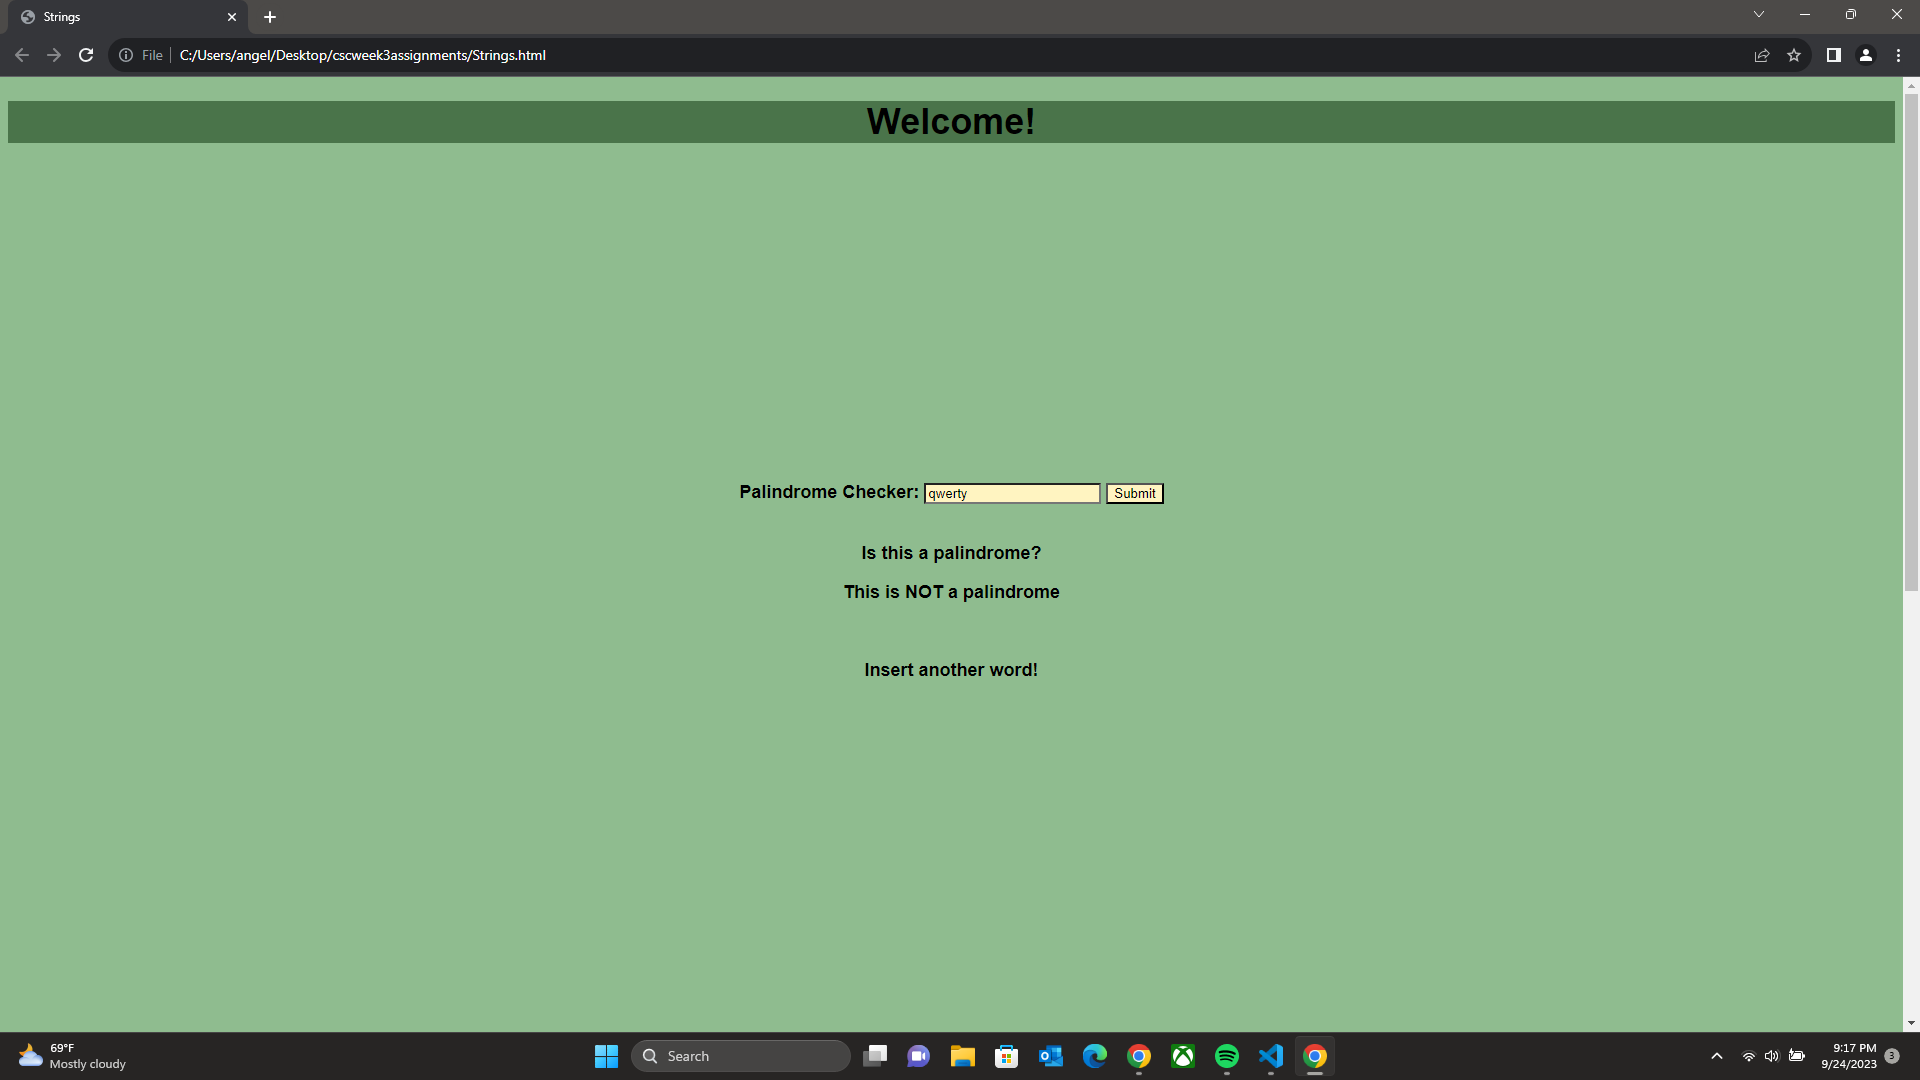 Strings
File
C:/Users/angel/Desktop/cscweek3assignments/Strings.html
Welcome!
Palindrome Checker: qwerty Submit
Is this a palindrome?
This is NOT a palindrome
Insert another word!
69°F
Mostly cloudy
Search
9:17 PM
9/24/2023
3